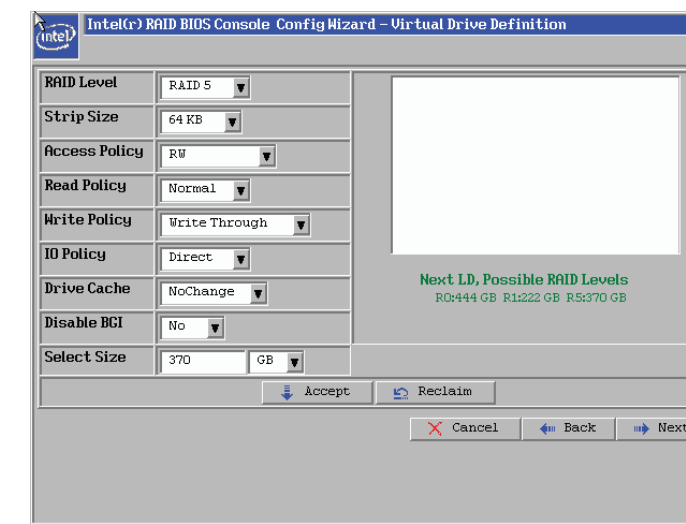 intel
Intel(r) RAID BIOS Console Config Wizard – Virtual Drive Definition
RAID Level RAID 5
Strip Size 64 KB
Access Policy RW
Read Policy Normal
Write Policy Write Through
IO Policy Direct
Drive Cache NoChange
Disable BGI No
Select Size 370 GB
Next LD, Possible RAID Levels
R0:444 GB R1:222 GB R5:370 GB
Accept Reclaim
Cancel Back Next